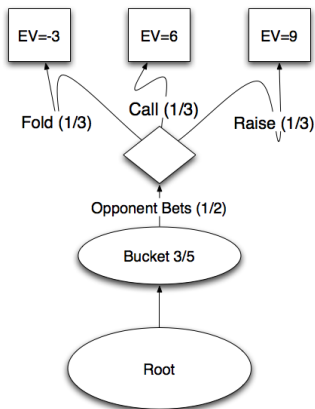 EV=-3
EV=6
EV=9
Fold (1/3)
Call (1/3)
Raise (1/3)
Opponent Bets (1/2)
Bucket 3/5
Root